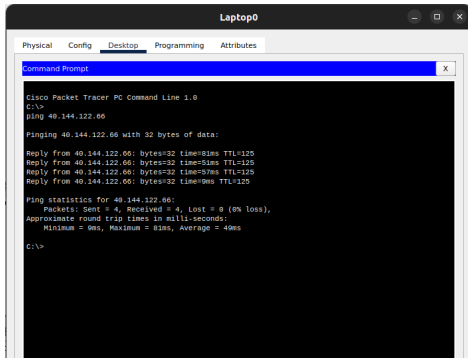 Laptop0
Physical Config Desktop Programming Attributes
Command Prompt X
Cisco Packet Tracer PC Command Line 1.0
C:\>
ping 40.144.122.66
Pinging 40.144.122.66 with 32 bytes of data:
Reply from 40.144.122.66: bytes=32 time=81ms TTL=125
Reply from 40.144.122.66: bytes=32 time=51ms TTL=125
Reply from 40.144.122.66: bytes=32 time=57ms TTL=125
Reply from 40.144.122.66: bytes=32 time=9ms TTL=125
Ping statistics for 40.144.122.66:
Packets: Sent = 4, Received = 4, Lost = 0 (0% loss),
Approximate round trip times in milli-seconds:
Minimum = 9ms, Maximum = 81ms, Average = 49ms
C:\>